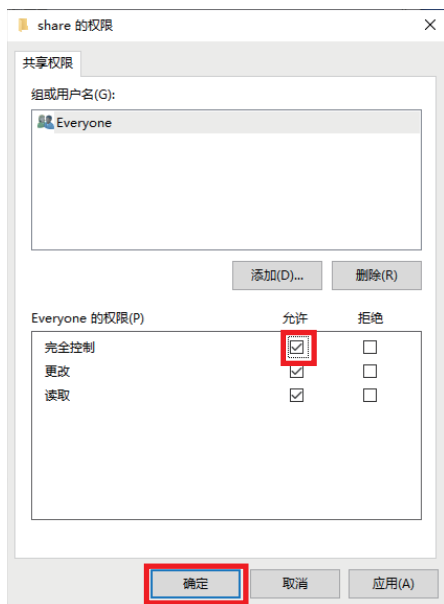 share 的权限
共享权限
组或用户名(G):
Everyone
添加(D)... 删除(R)
Everyone 的权限(P) 允许 拒绝
完全控制
更改
读取
确定 取消 应用(A)